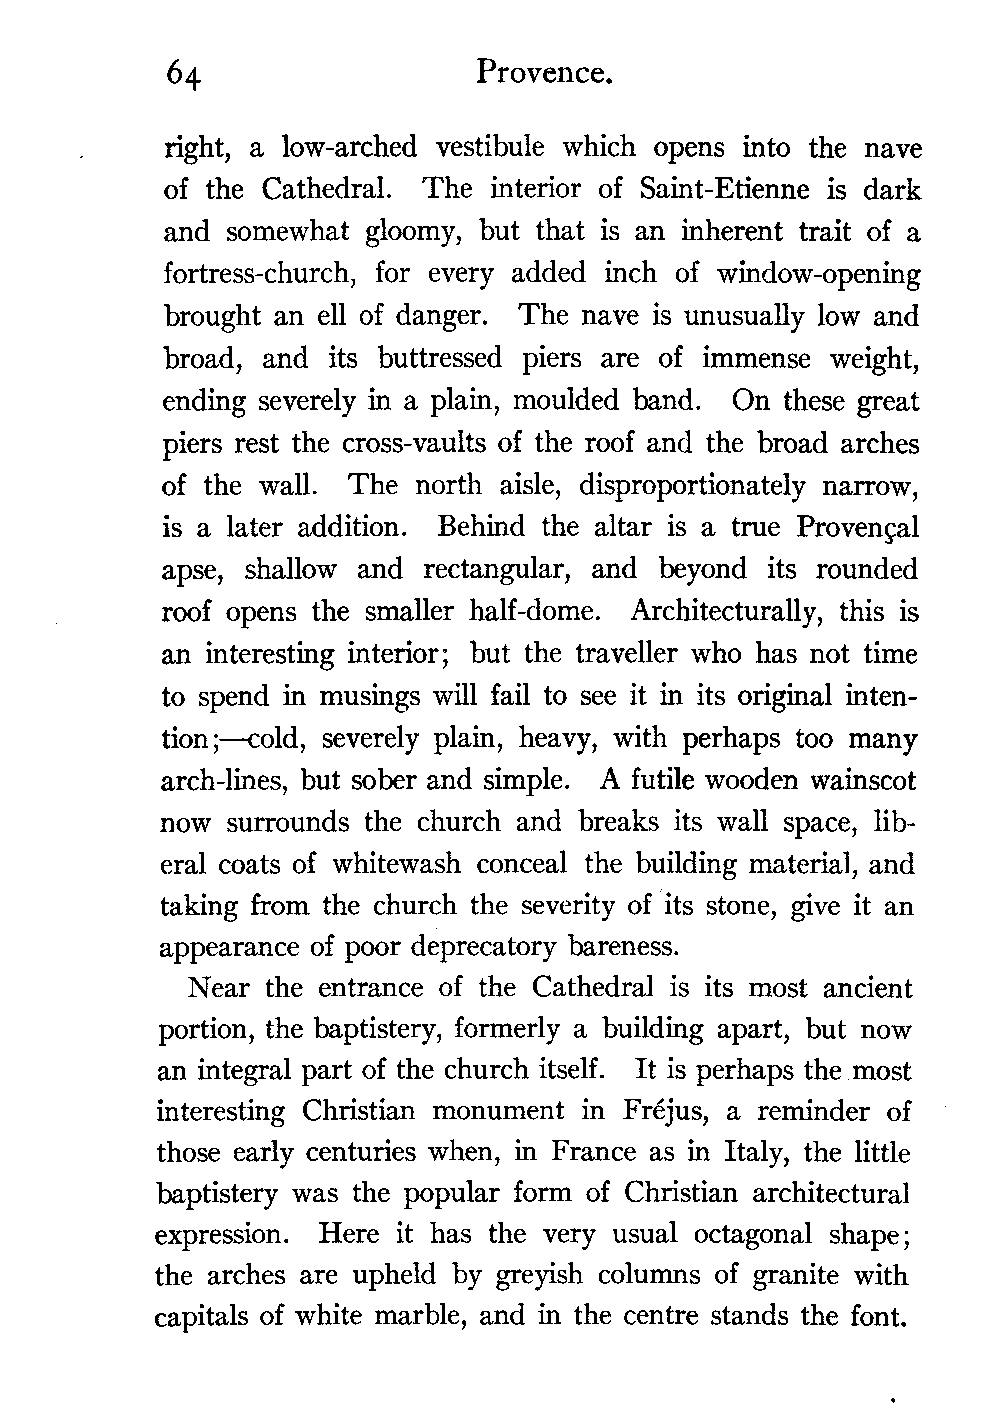 64 Provence.
right, a low-arched vestibule which opens into the nave
of the Cathedral. The interior of Saint-Etienne is dark
and somewhat gloomy, but that is an inherent trait of a
fortress-church, for every added inch of window-opening
brought an ell of danger. The nave is unusually low and
broad, and its buttressed piers are of immense weight,
ending severely in a plain, moulded band. On these great
piers rest the cross-vaults of the roof and the broad arches
of the wall. The north aisle, disproportionately narrow,
is a later addition. Behind the altar is a true Provençal
apse, shallow and rectangular, and beyond its rounded
roof opens the smaller half-dome. Architecturally, this is
an interesting interior; but the traveller who has not time
to spend in musings will fail to see it in its original inten-
tion;—cold, severely plain, heavy, with perhaps too many
arch-lines, but sober and simple. A futile wooden wainscot
now surrounds the church and breaks its wall space, lib-
eral coats of whitewash conceal the building material, and
taking from the church the severity of its stone, give it an
appearance of poor deprecatory bareness.
Near the entrance of the Cathedral is its most ancient
portion, the baptistery, formerly a building apart, but now
an integral part of the church itself. It is perhaps the most
interesting Christian monument in Fréjus, a reminder of
those early centuries when, in France as in Italy, the little
baptistery was the popular form of Christian architectural
expression. Here it has the very usual octagonal shape;
the arches are upheld by greyish columns of granite with
capitals of white marble, and in the centre stands the font.